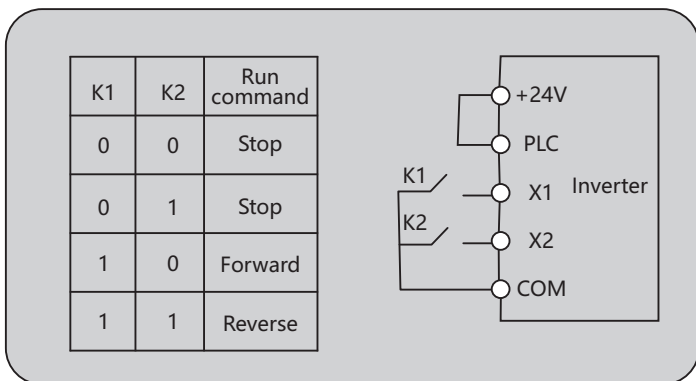 K1 K2 Run command
0 0 Stop
0 1 Stop
1 0 Forward
1 1 Reverse
+24V
PLC
K1
X1 Inverter
K2
X2
COM